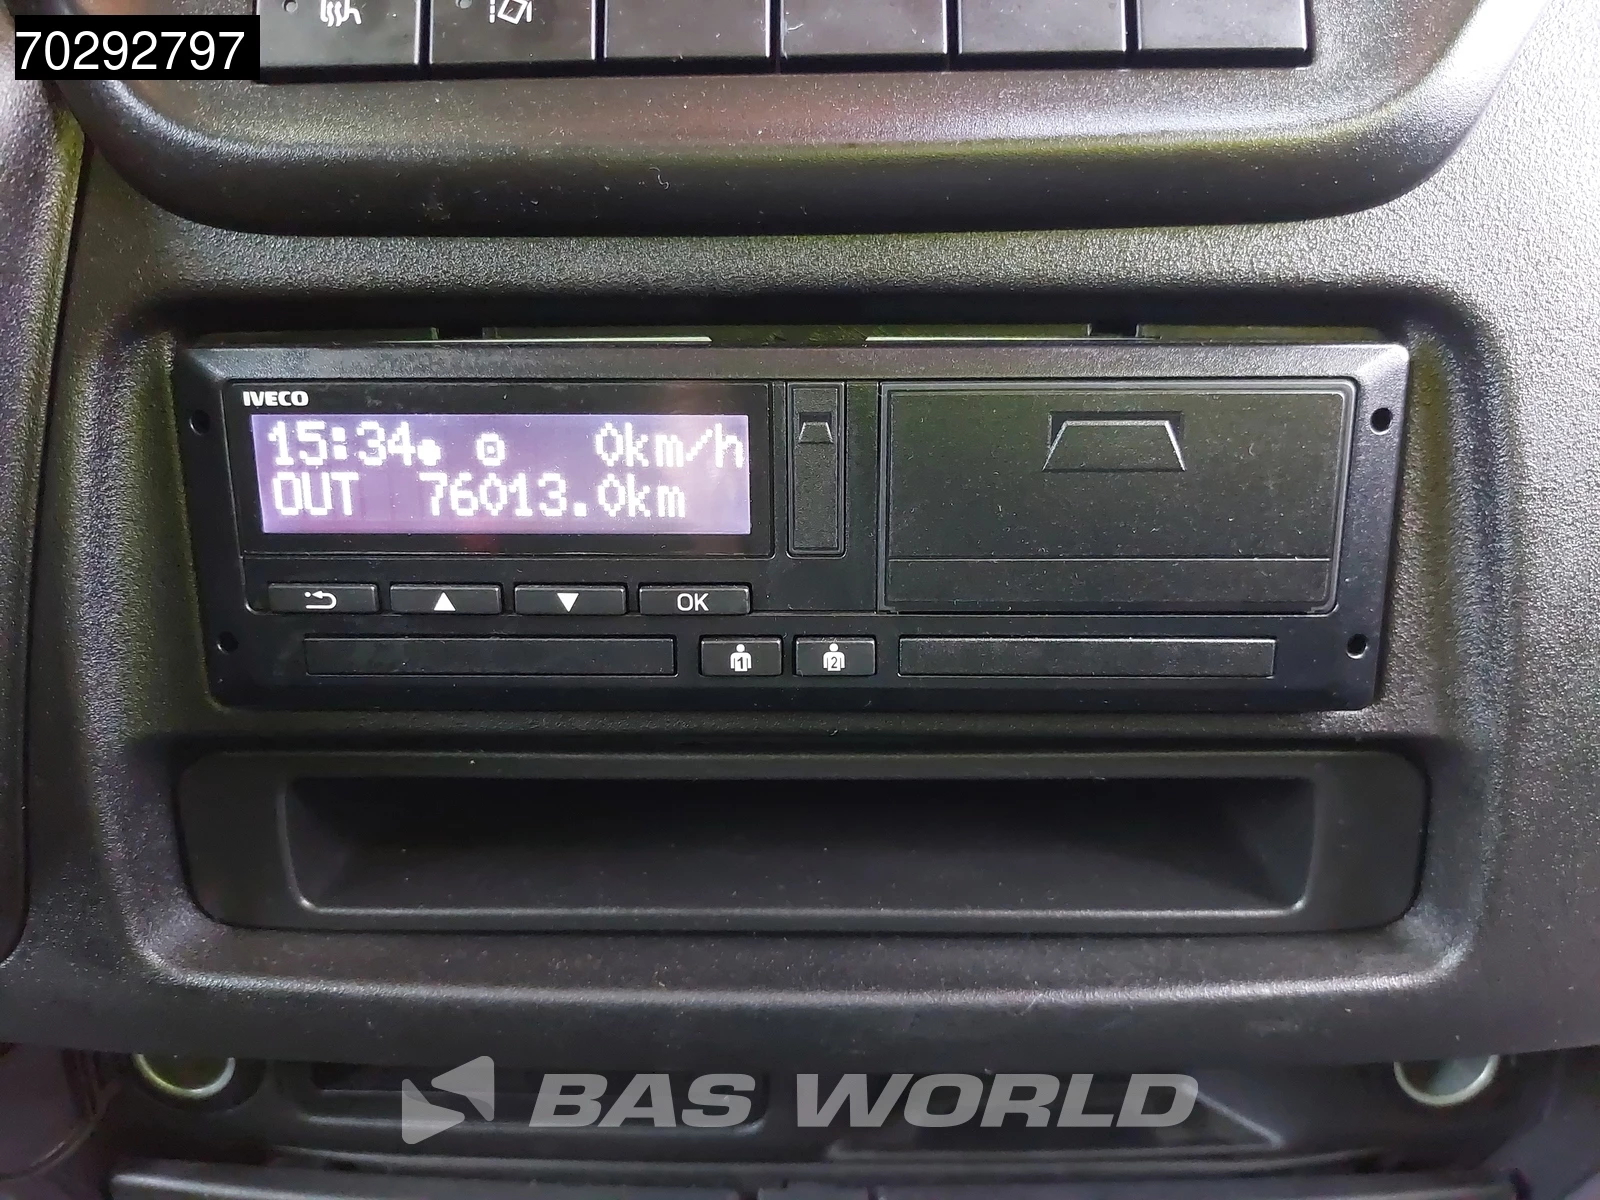 70292797
IVECO
15:34 0km/h
OUT 76013.0km
OK
1 2
BAS WORLD